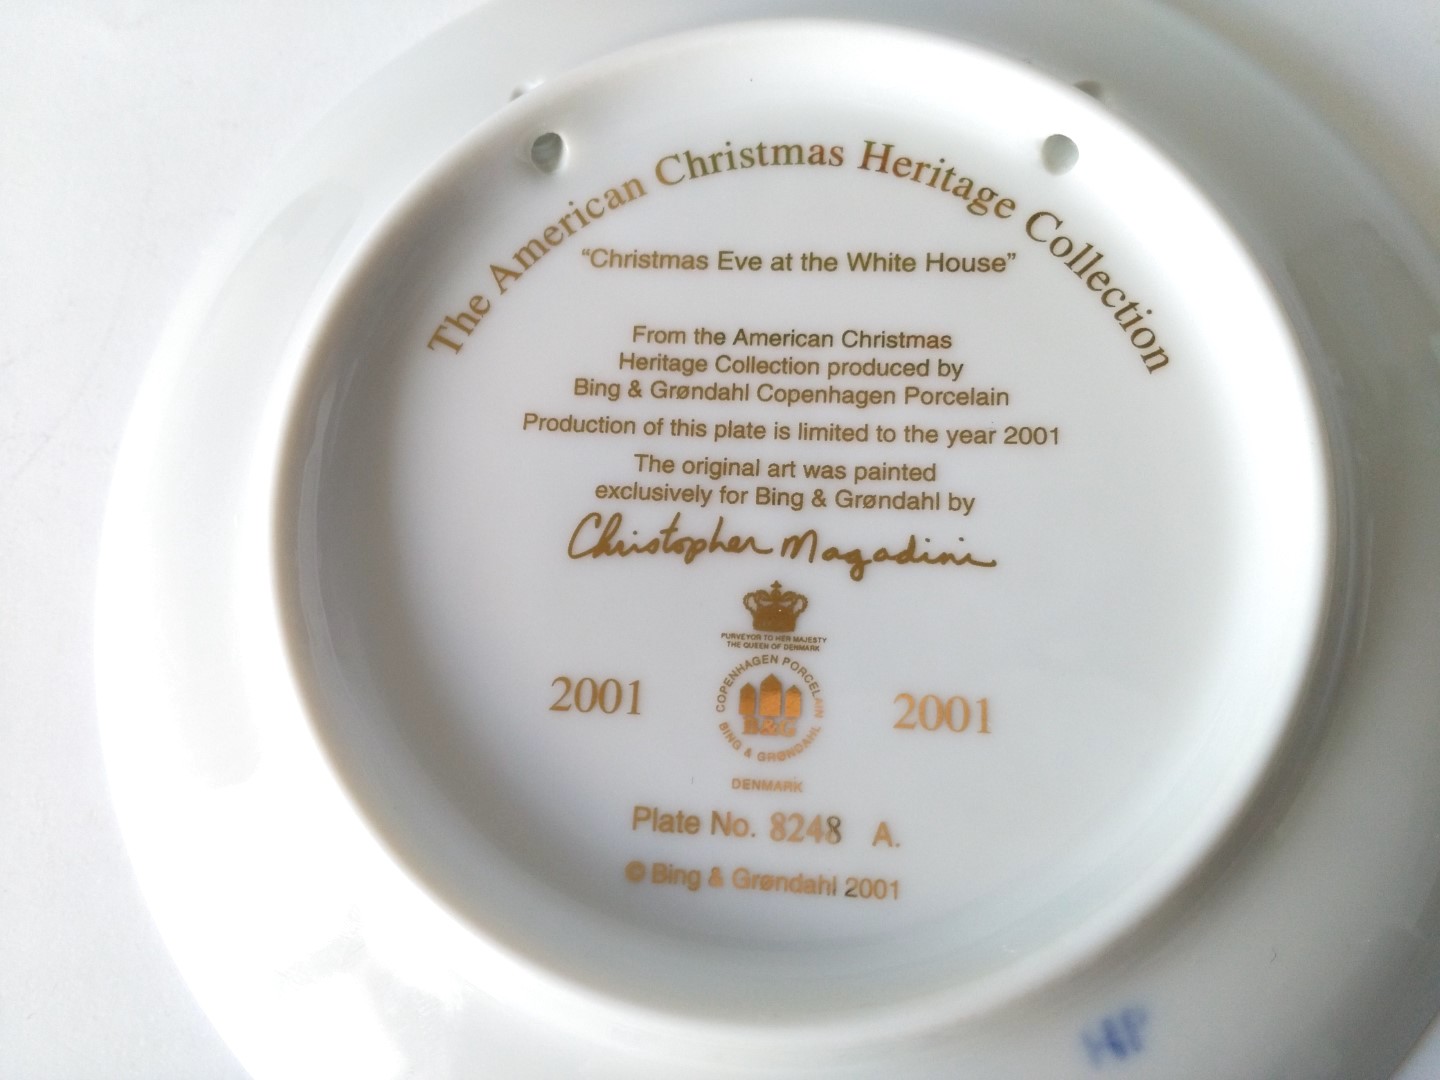 The American Christmas Heritage Collection
“Christmas Eve at the White House”
From the American Christmas
Heritage Collection produced by
Bing & Grøndahl Copenhagen Porcelain
Production of this plate is limited to the year 2001
The original art was painted
exclusively for Bing & Grøndahl by
Christopher Magadini
PURVEYOR TO HER MAJESTY
THE QUEEN OF DENMARK
COPENHAGEN PORCELAIN
B&G
BING & GRØNDAHL
2001 2001
DENMARK
Plate No. 8248 A.
© Bing & Grøndahl 2001